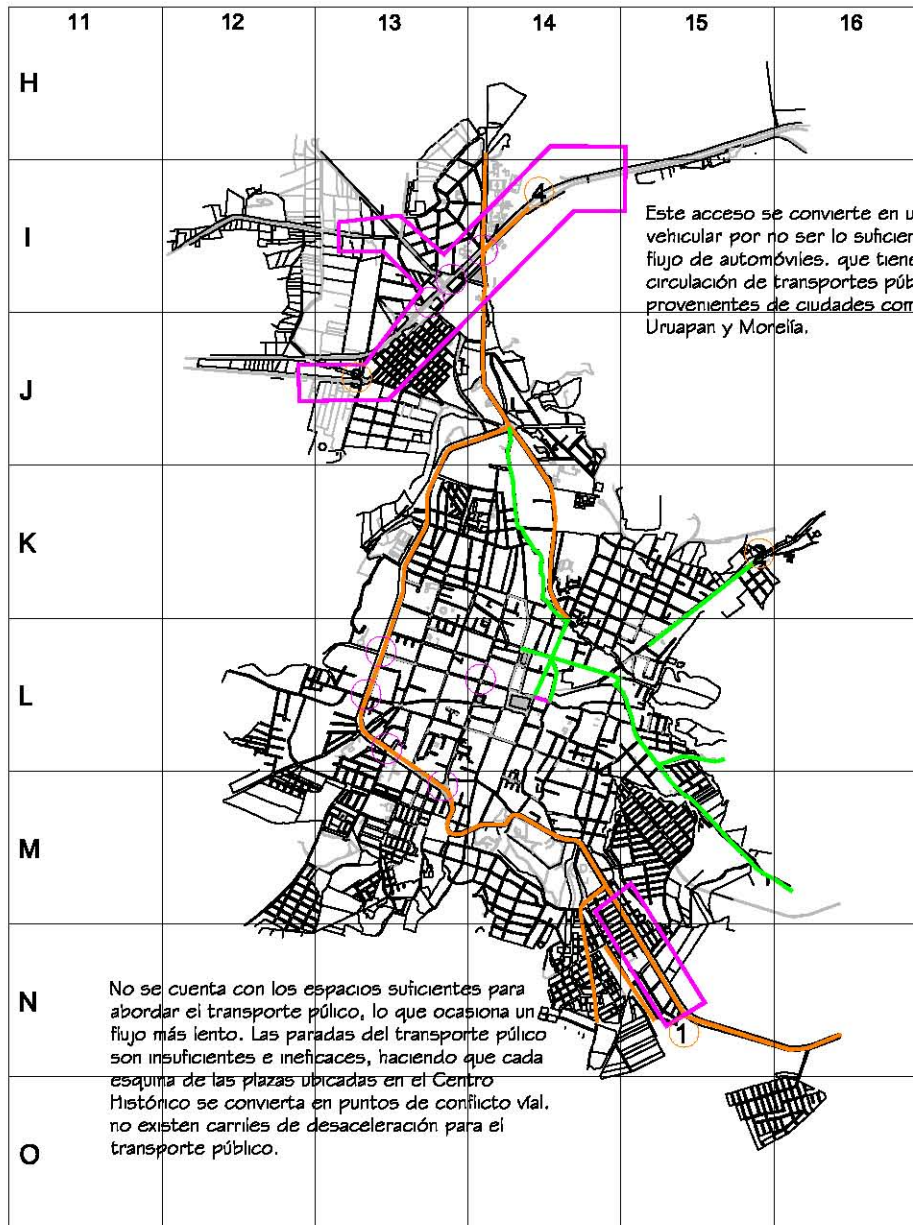 11 12 13 14 15 16
H
4
I
Este acceso se convierte en u
vehicular por no ser lo suficien
flujo de automóviles. que tiene
circulación de transportes púb
provenientes de ciudades com
Uruapan y Morelia.
J
K
L
M
N
No se cuenta con los espacios suficientes para
abordar el transporte púlico, lo que ocasiona un
flujo más lento. Las paradas del transporte púlico
son insuficientes e ineficaces, haciendo que cada
esquina de las plazas ubicadas en el Centro
Histórico se convierta en puntos de conflicto víal.
no existen carriles de desaceleración para el
transporte público.
1
O